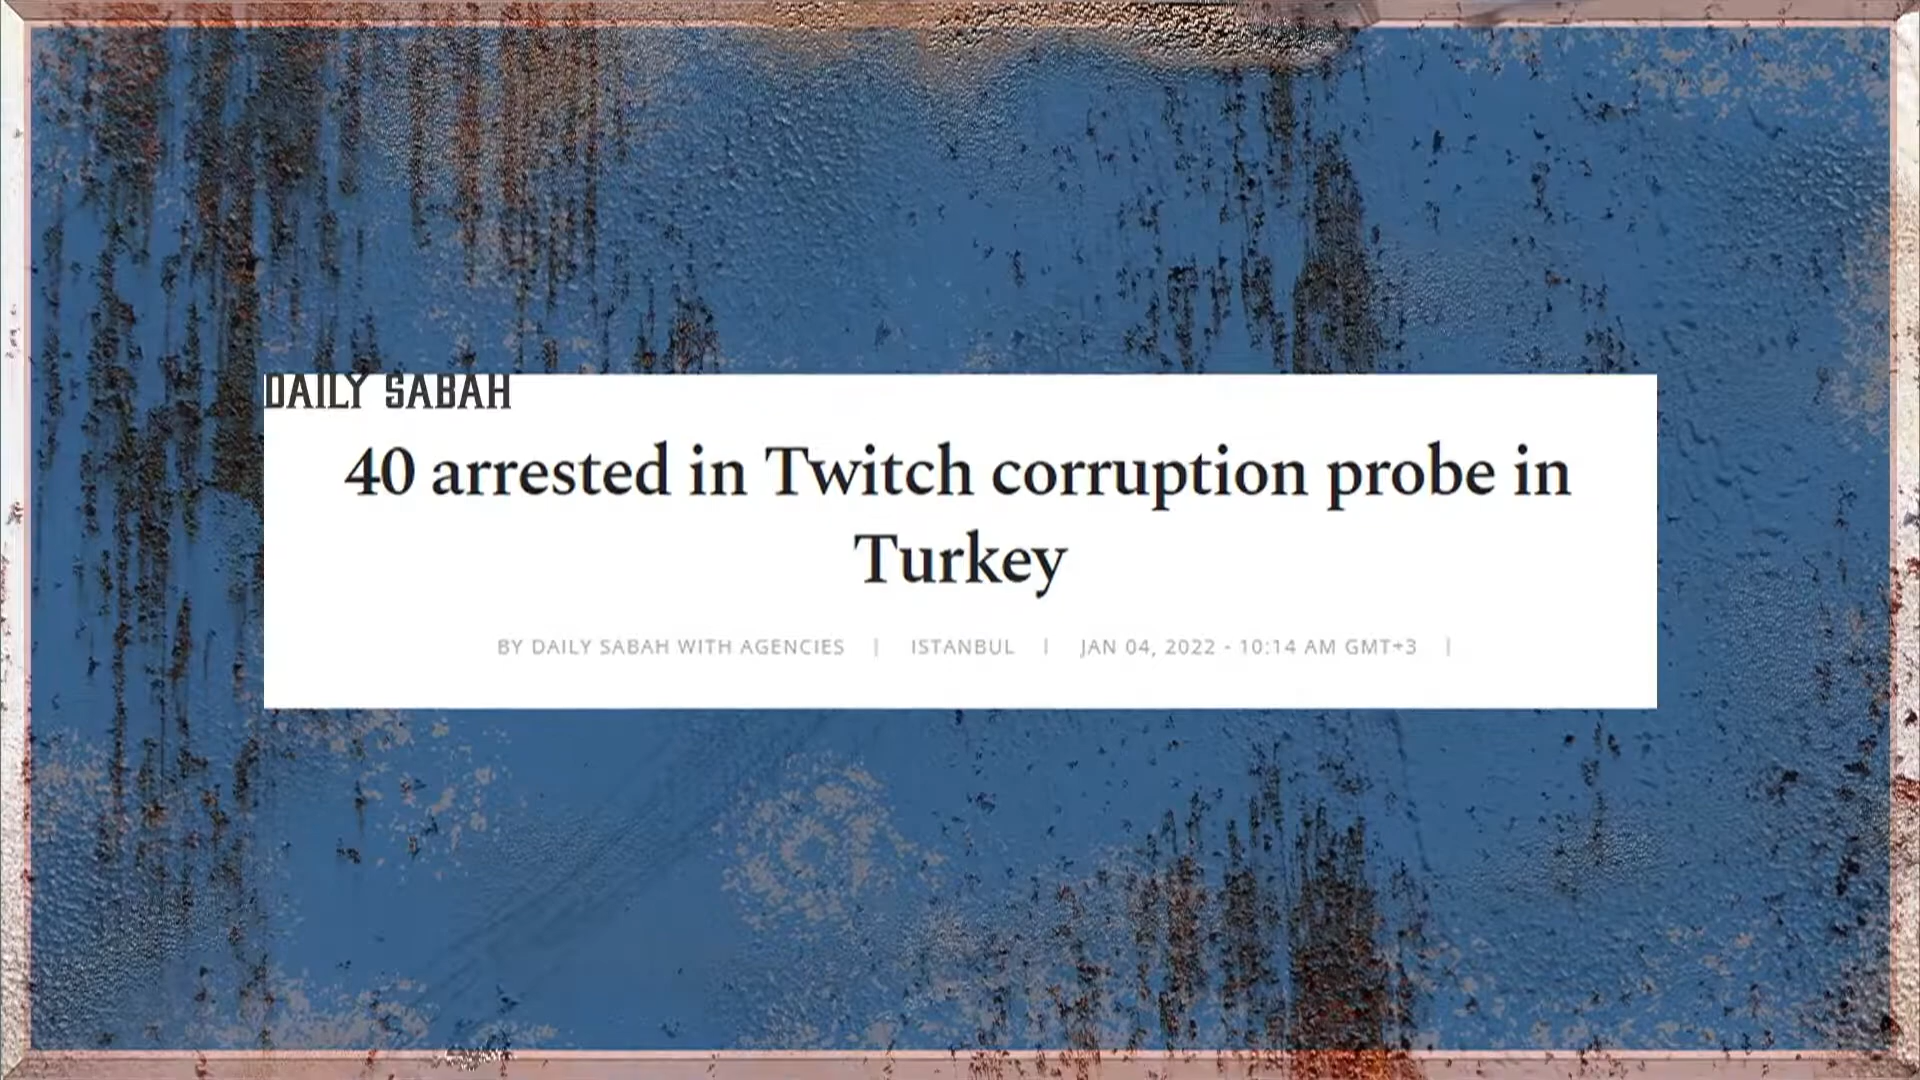 DAILY SABAH
40 arrested in Twitch corruption probe in
Turkey
BY DAILY SABAH WITH AGENCIES | ISTANBUL | JAN 04, 2022 - 10:14 AM GMT+3 |